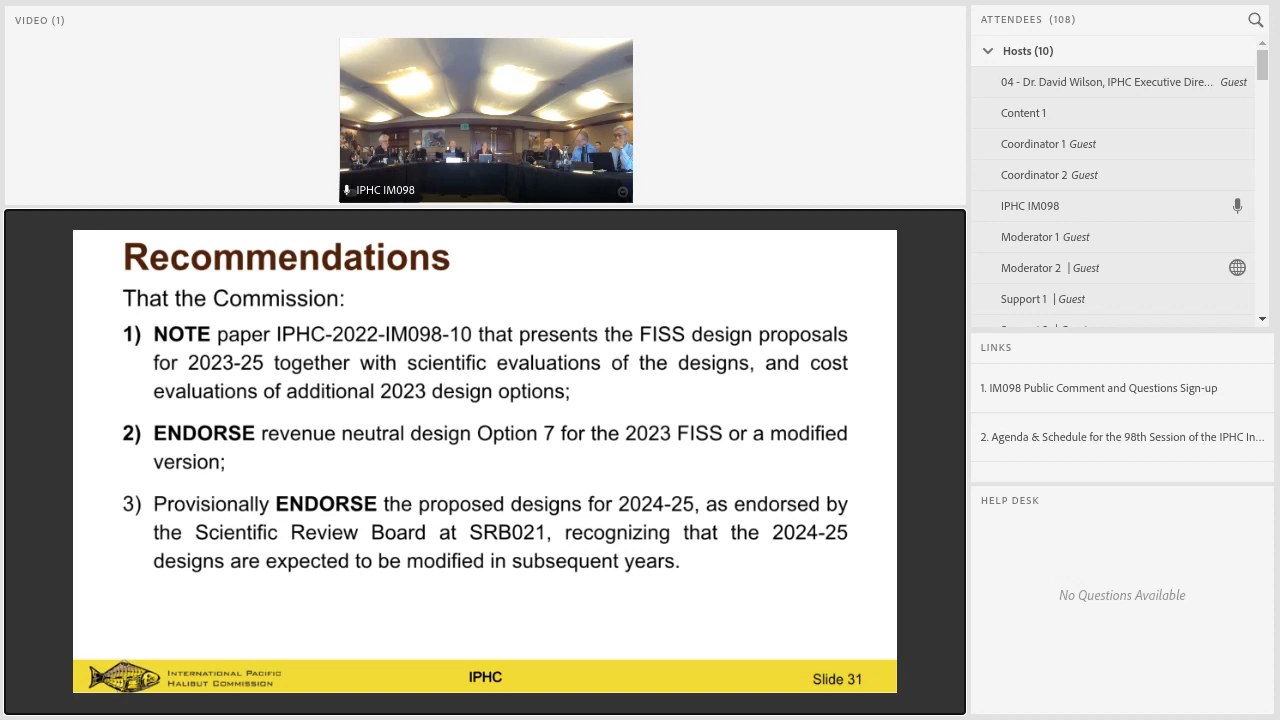 VIDEO (1)
IPHC IM098
Recommendations
That the Commission:
1) NOTE paper IPHC-2022-IM098-10 that presents the FISS design proposals
for 2023-25 together with scientific evaluations of the designs, and cost
evaluations of additional 2023 design options;
2) ENDORSE revenue neutral design Option 7 for the 2023 FISS or a modified
version;
3) Provisionally ENDORSE the proposed designs for 2024-25, as endorsed by
the Scientific Review Board at SRB021, recognizing that the 2024-25
designs are expected to be modified in subsequent years.
INTERNATIONAL PACIFIC
HALIBUT COMMISSION
IPHC
Slide 31
ATTENDEES (108)
Hosts (10)
04 - Dr. David Wilson, IPHC Executive Dire... Guest
Content 1
Coordinator 1 Guest
Coordinator 2 Guest
IPHC IM098
Moderator 1 Guest
Moderator 2 | Guest
Support 1 | Guest
LINKS
1. IM098 Public Comment and Questions Sign-up
2. Agenda & Schedule for the 98th Session of the IPHC In...
HELP DESK
No Questions Available